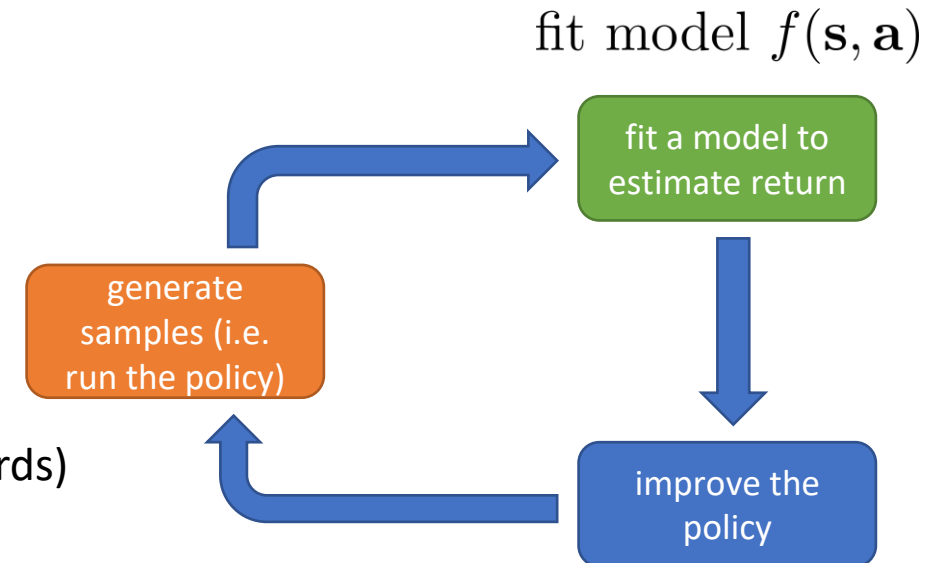 fit model f(s, a)
fit a model to
estimate return
generate
samples (i.e.
run the policy)
rds)
improve the
policy